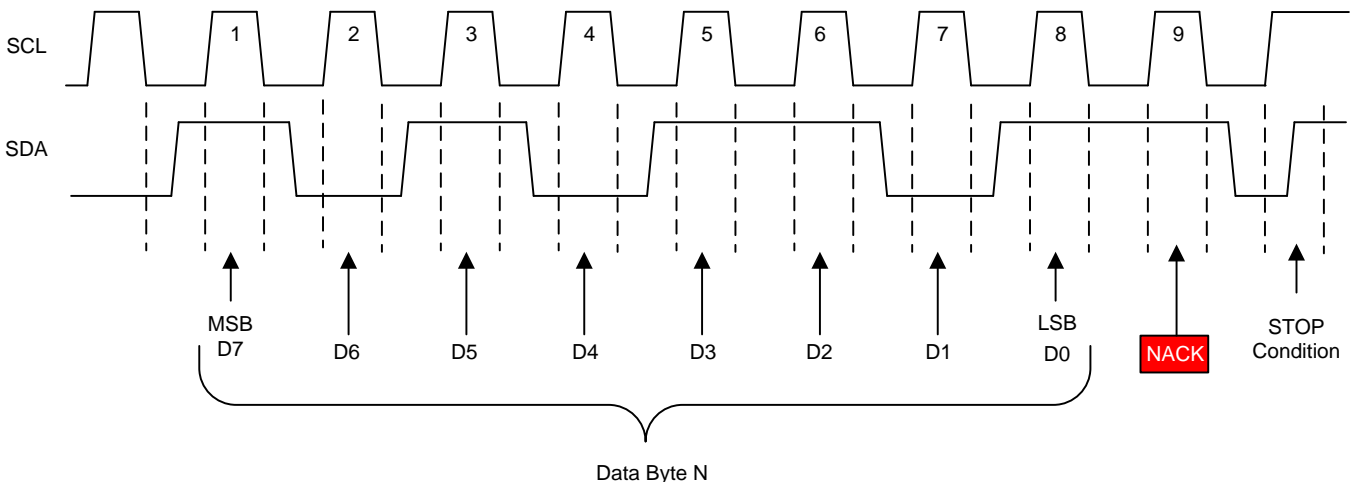 SCL
1 2 3 4 5 6 7 8 9
SDA
MSB
D7
D6
D5
D4
D3
D2
D1
LSB
D0
NACK
STOP
Condition
Data Byte N